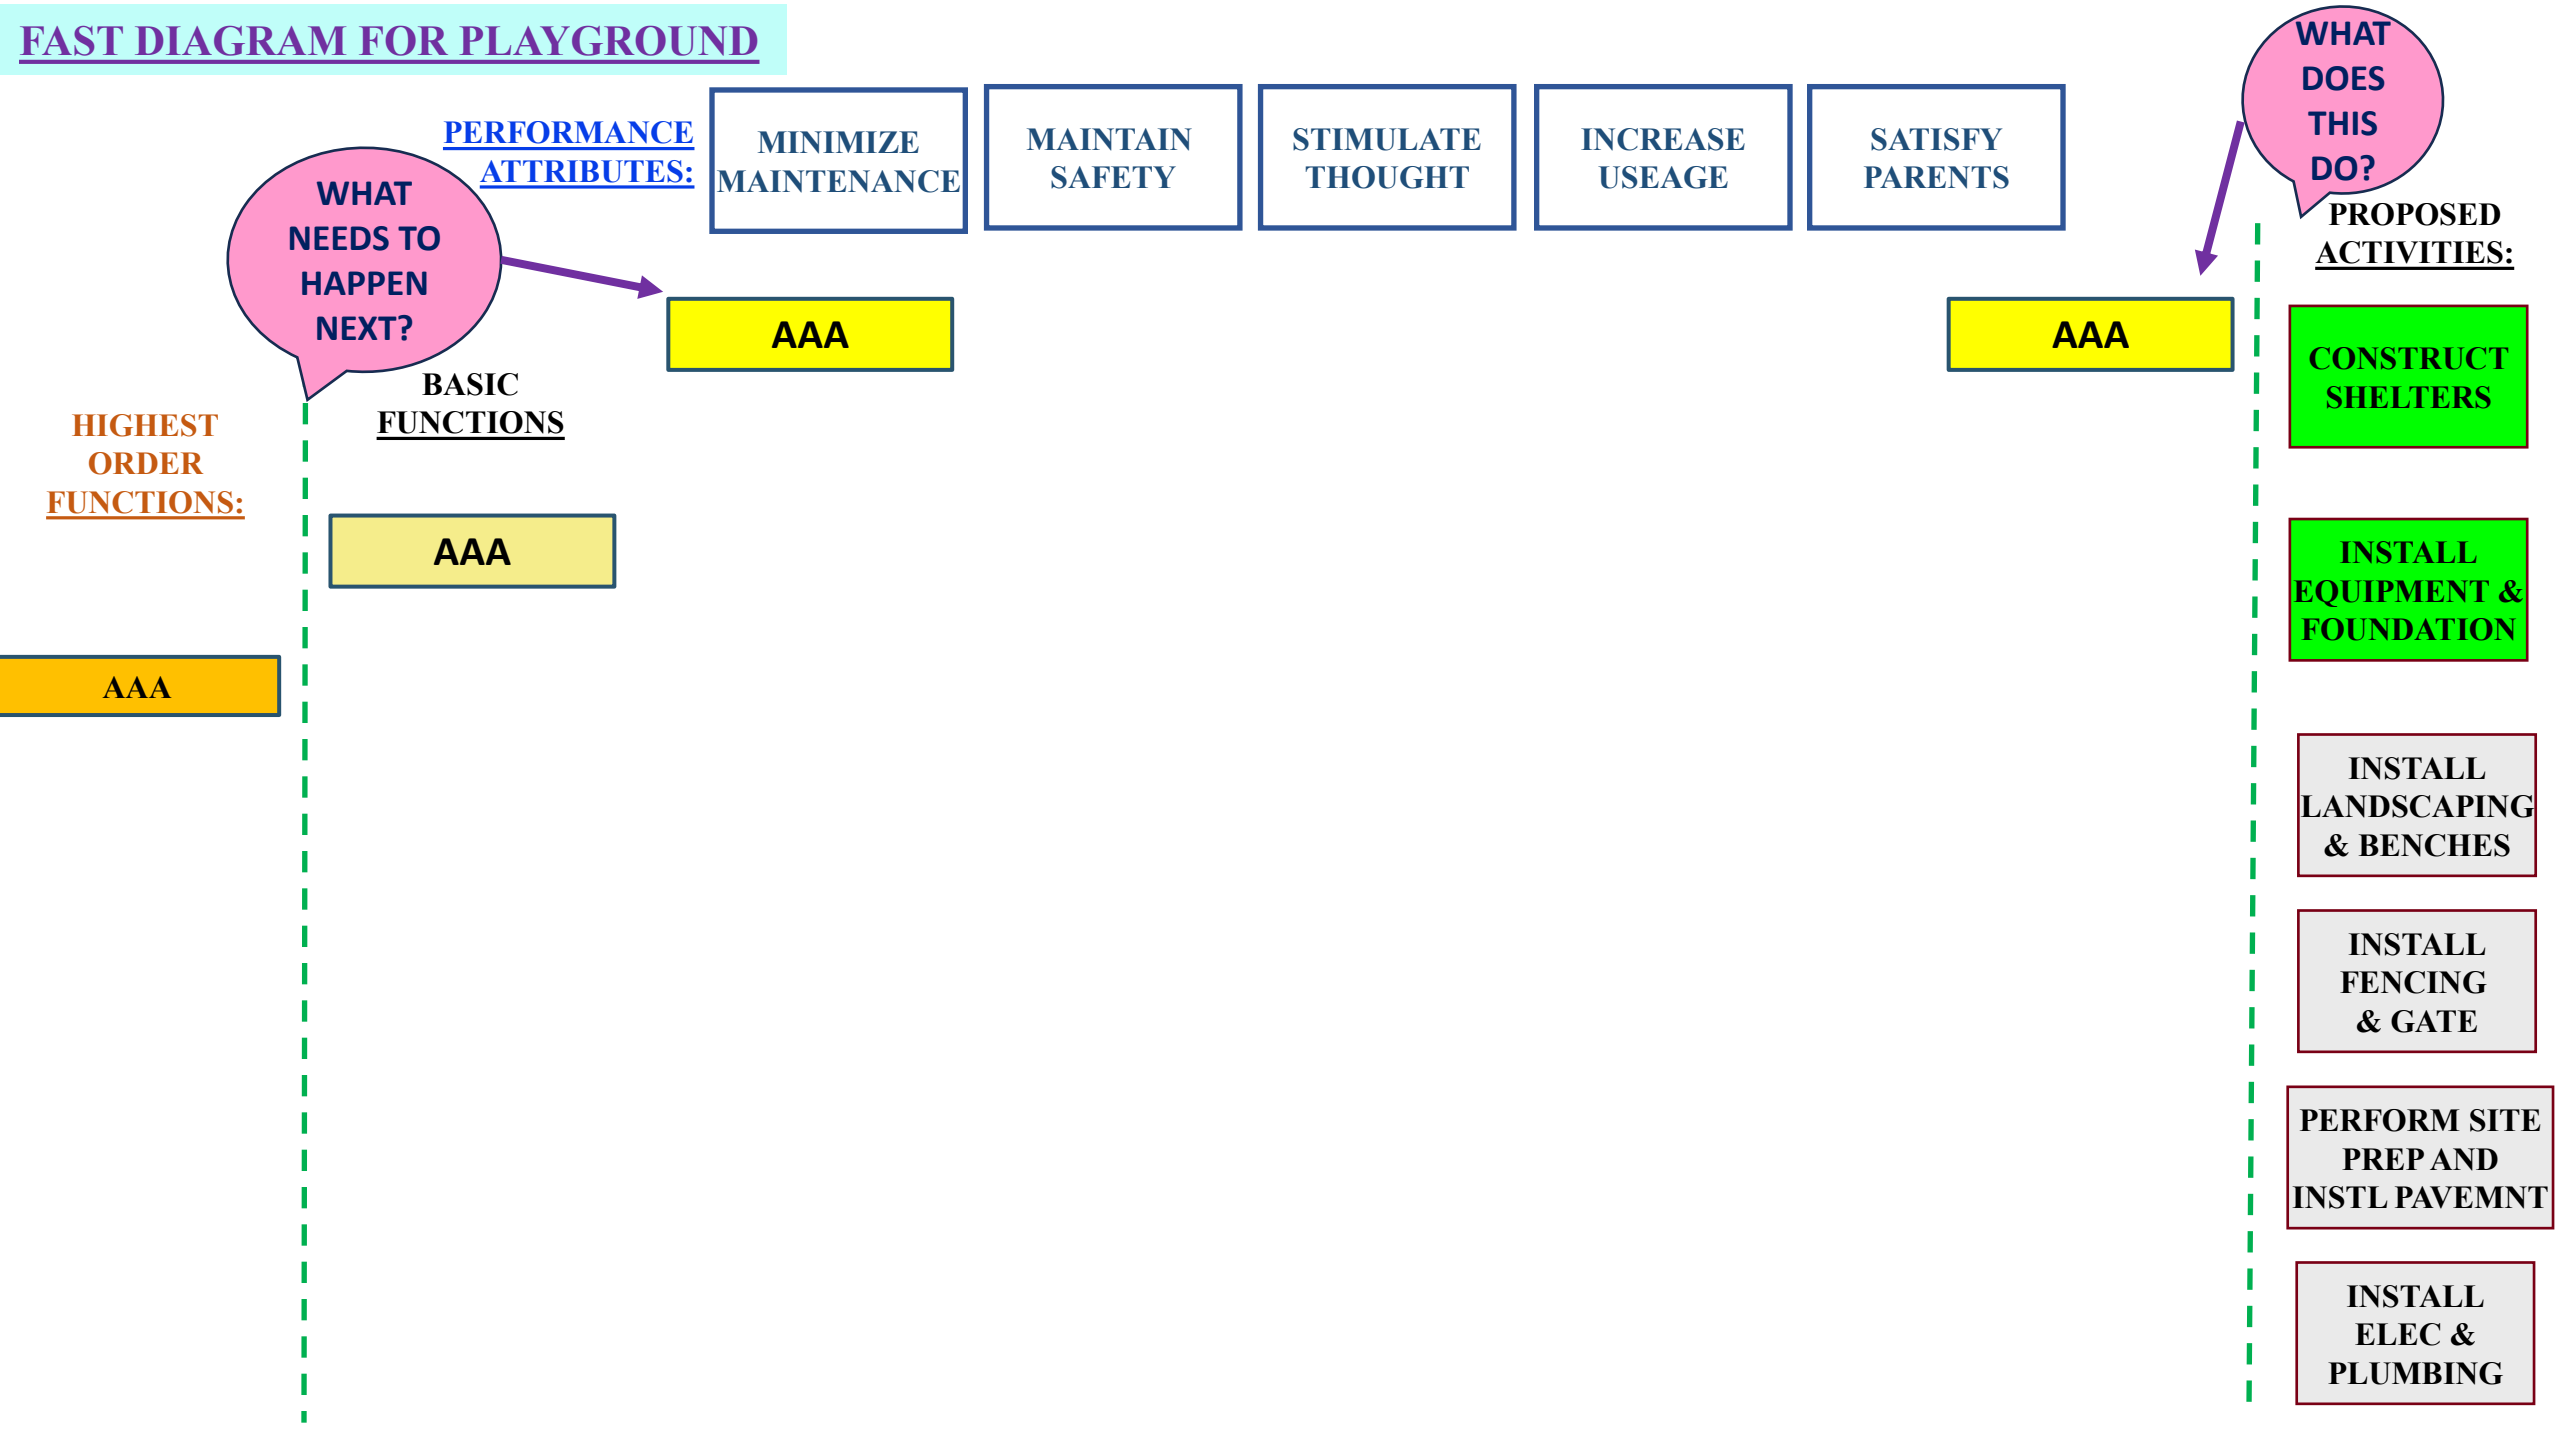 FAST DIAGRAM FOR PLAYGROUND
PERFORMANCE
ATTRIBUTES:
MINIMIZE
MAINTENANCE
MAINTAIN
SAFETY
STIMULATE
THOUGHT
INCREASE
USEAGE
SATISFY
PARENTS
WHAT
DOES
THIS
DO?
WHAT
NEEDS TO
HAPPEN
NEXT?
PROPOSED
ACTIVITIES:
AAA
AAA
BASIC
FUNCTIONS
HIGHEST
ORDER
FUNCTIONS:
AAA
AAA
CONSTRUCT
SHELTERS
INSTALL
EQUIPMENT &
FOUNDATION
INSTALL
LANDSCAPING
& BENCHES
INSTALL
FENCING
& GATE
PERFORM SITE
PREP AND
INSTL PAVEMNT
INSTALL
ELEC &
PLUMBING